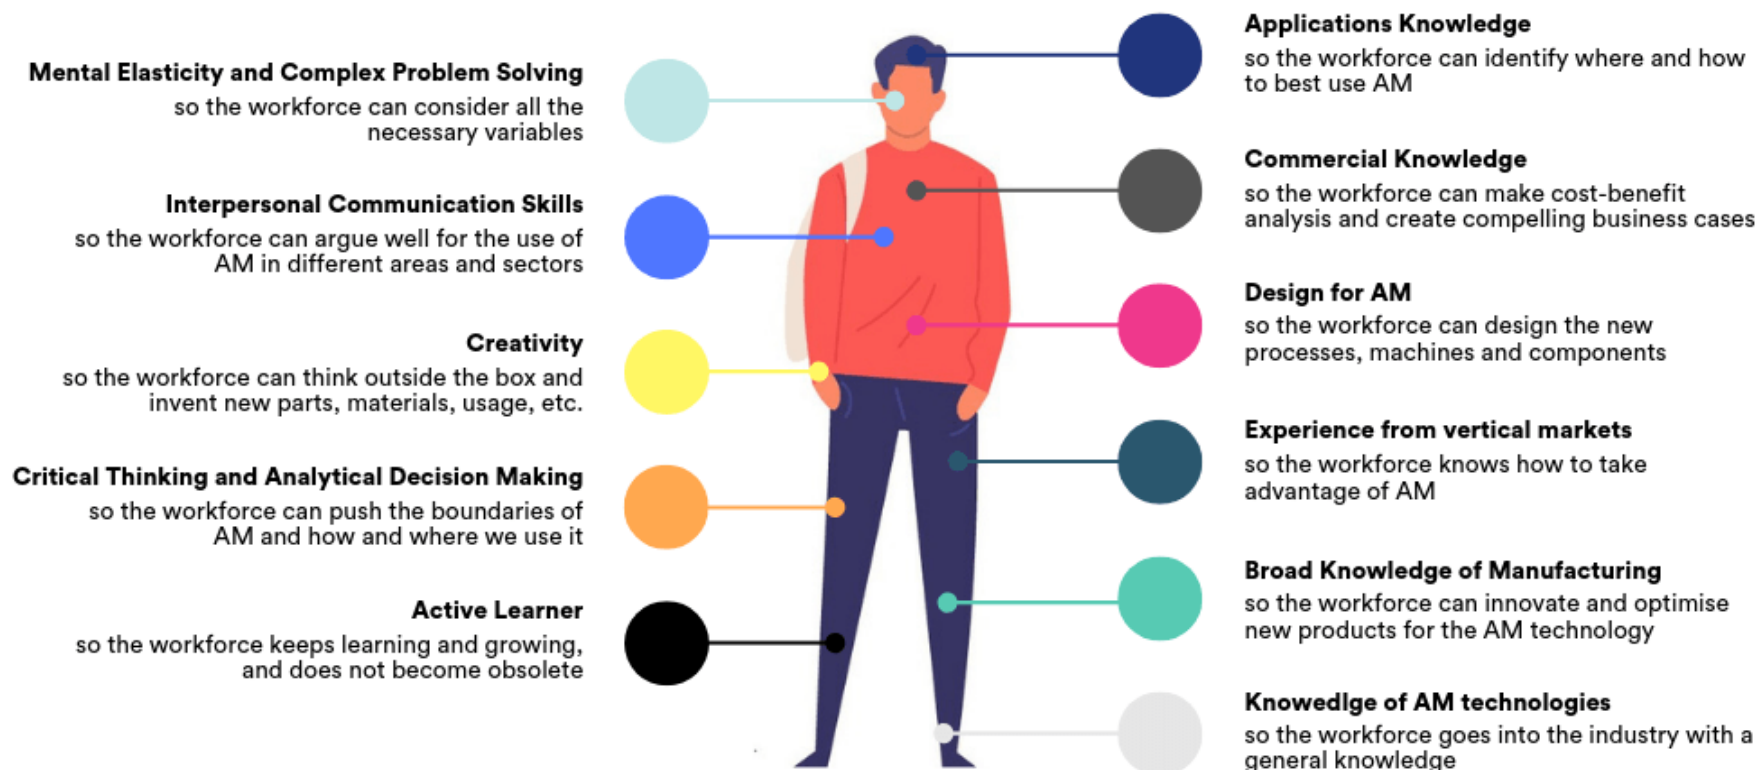 Mental Elasticity and Complex Problem Solving
so the workforce can consider all the
necessary variables
Interpersonal Communication Skills
so the workforce can argue well for the use of
AM in different areas and sectors
Creativity
so the workforce can think outside the box and
invent new parts, materials, usage, etc.
Critical Thinking and Analytical Decision Making
so the workforce can push the boundaries of
AM and how and where we use it
Active Learner
so the workforce keeps learning and growing,
and does not become obsolete
Applications Knowledge
so the workforce can identify where and how
to best use AM
Commercial Knowledge
so the workforce can make cost-benefit
analysis and create compelling business cases
Design for AM
so the workforce can design the new
processes, machines and components
Experience from vertical markets
so the workforce knows how to take
advantage of AM
Broad Knowledge of Manufacturing
so the workforce can innovate and optimise
new products for the AM technology
Knowedlge of AM technologies
so the workforce goes into the industry with a
general knowledge